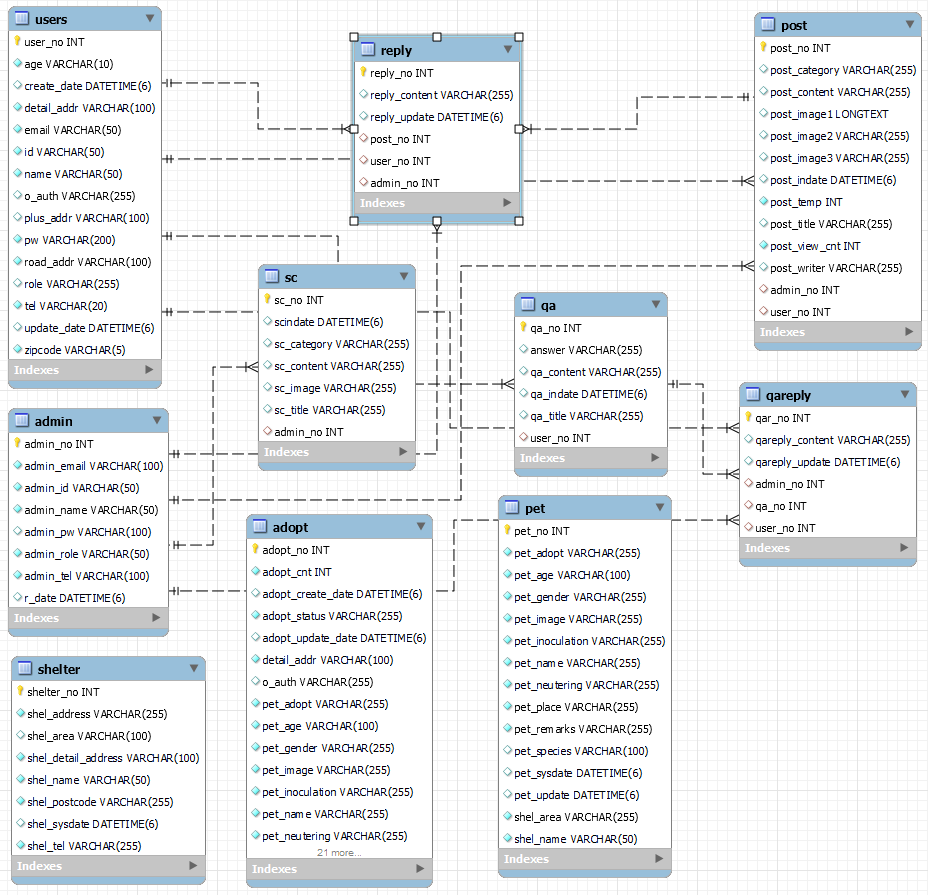 users
user_no INT
age VARCHAR(10)
create_date DATETIME(6)
detail_addr VARCHAR(100)
email VARCHAR(50)
id VARCHAR(50)
name VARCHAR(50)
o_auth VARCHAR(255)
plus_addr VARCHAR(100)
pw VARCHAR(200)
road_addr VARCHAR(100)
role VARCHAR(255)
tel VARCHAR(20)
update_date DATETIME(6)
zipcode VARCHAR(5)
Indexes
reply
reply_no INT
reply_content VARCHAR(255)
reply_update DATETIME(6)
post_no INT
user_no INT
admin_no INT
Indexes
post
post_no INT
post_category VARCHAR(255)
post_content VARCHAR(255)
post_image1 LONGTEXT
post_image2 VARCHAR(255)
post_image3 VARCHAR(255)
post_indate DATETIME(6)
post_temp INT
post_title VARCHAR(255)
post_view_cnt INT
post_writer VARCHAR(255)
admin_no INT
user_no INT
Indexes
sc
sc_no INT
scindate DATETIME(6)
sc_category VARCHAR(255)
sc_content VARCHAR(255)
sc_image VARCHAR(255)
sc_title VARCHAR(255)
admin_no INT
Indexes
qa
qa_no INT
answer VARCHAR(255)
qa_content VARCHAR(255)
qa_indate DATETIME(6)
qa_title VARCHAR(255)
user_no INT
Indexes
qareply
qar_no INT
qareply_content VARCHAR(255)
qareply_update DATETIME(6)
admin_no INT
qa_no INT
user_no INT
Indexes
admin
admin_no INT
admin_email VARCHAR(100)
admin_id VARCHAR(50)
admin_name VARCHAR(50)
admin_pw VARCHAR(100)
admin_role VARCHAR(50)
admin_tel VARCHAR(100)
r_date DATETIME(6)
Indexes
adopt
adopt_no INT
adopt_cnt INT
adopt_create_date DATETIME(6)
adopt_status VARCHAR(255)
adopt_update_date DATETIME(6)
detail_addr VARCHAR(100)
o_auth VARCHAR(255)
pet_adopt VARCHAR(255)
pet_age VARCHAR(100)
pet_gender VARCHAR(255)
pet_image VARCHAR(255)
pet_inoculation VARCHAR(255)
pet_name VARCHAR(255)
pet_neutering VARCHAR(255)
21 more...
Indexes
pet
pet_no INT
pet_adopt VARCHAR(255)
pet_age VARCHAR(100)
pet_gender VARCHAR(255)
pet_image VARCHAR(255)
pet_inoculation VARCHAR(255)
pet_name VARCHAR(255)
pet_neutering VARCHAR(255)
pet_place VARCHAR(255)
pet_remarks VARCHAR(255)
pet_species VARCHAR(100)
pet_sysdate DATETIME(6)
pet_update DATETIME(6)
shel_area VARCHAR(255)
shel_name VARCHAR(50)
Indexes
shelter
shelter_no INT
shel_address VARCHAR(255)
shel_area VARCHAR(100)
shel_detail_address VARCHAR(100)
shel_name VARCHAR(50)
shel_postcode VARCHAR(255)
shel_sysdate DATETIME(6)
shel_tel VARCHAR(255)
Indexes